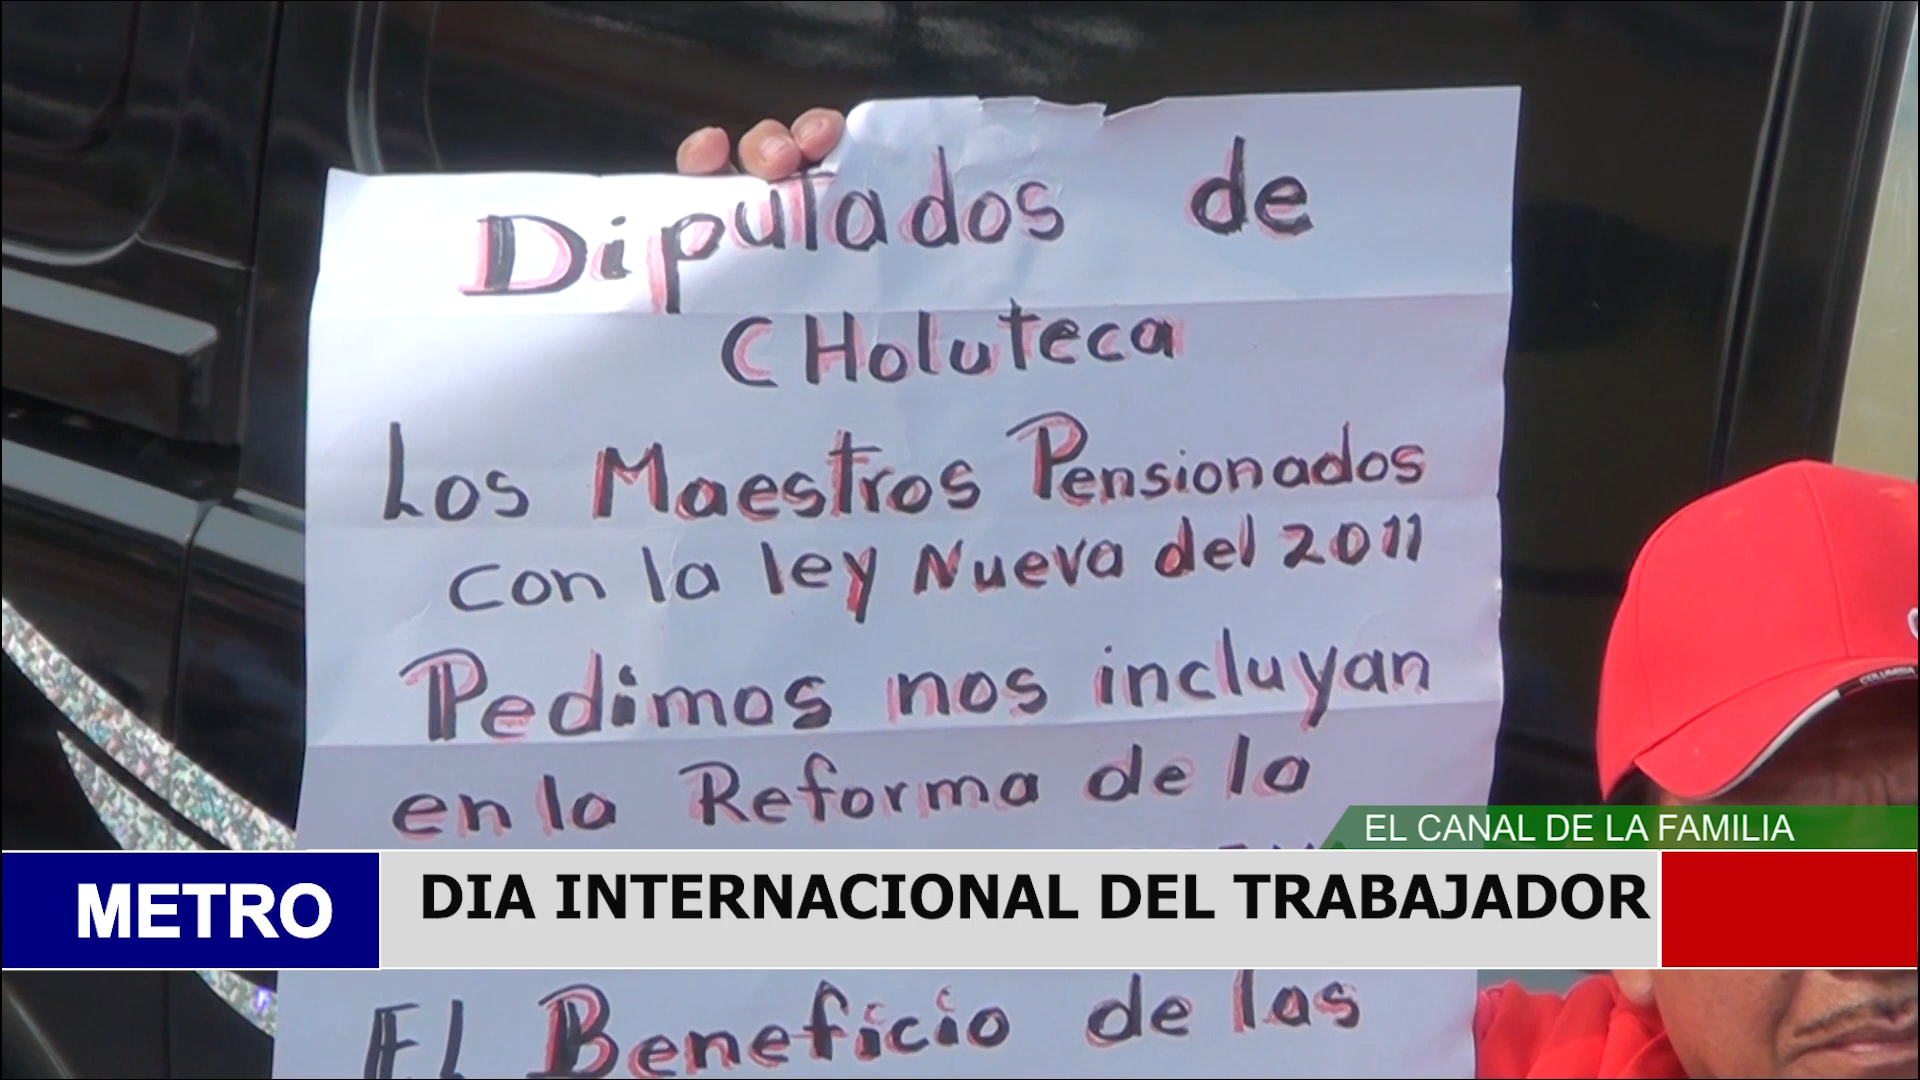 Diputados de
CHoluteca
Los Maestros Pensionados
con la ley Nueva del 2011
Pedimos nos incluyan
en la Reforma de la
EL CANAL DE LA FAMILIA
METRO
DIA INTERNACIONAL DEL TRABAJADOR
El Beneficio de las